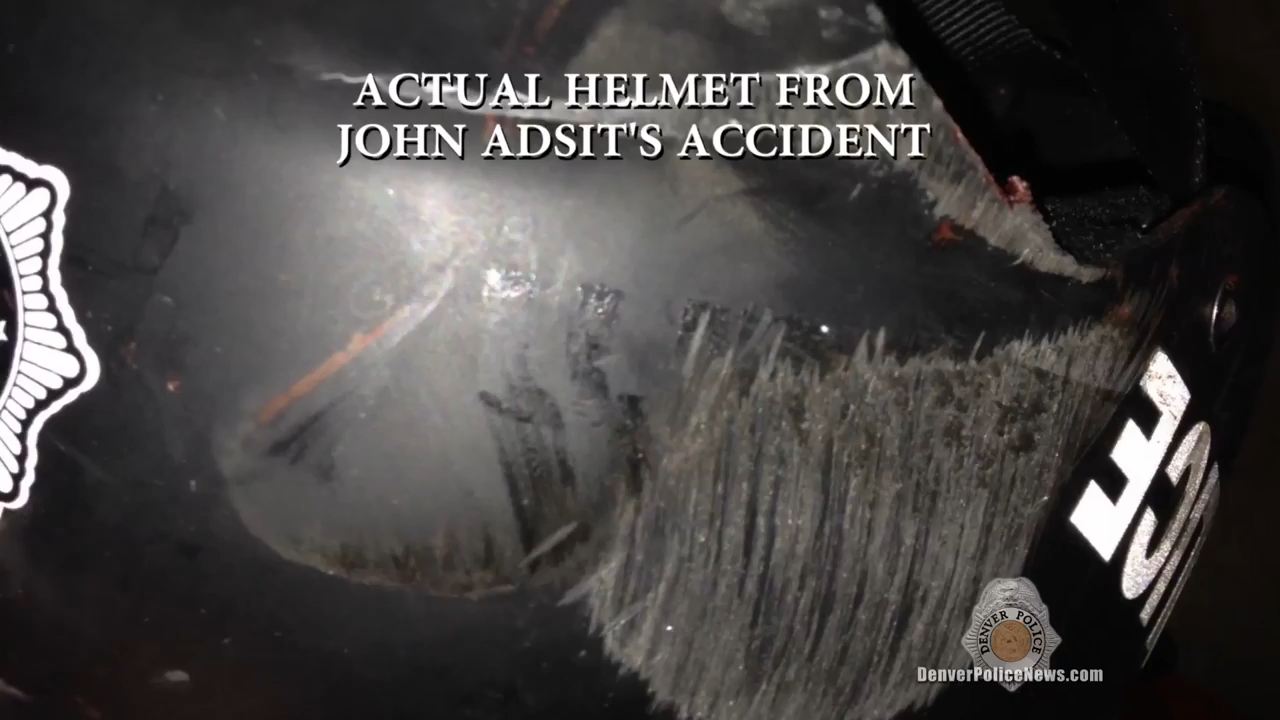 ACTUAL HELMET FROM
JOHN ADSIT'S ACCIDENT
DENVER POLICE
DenverPoliceNews.com